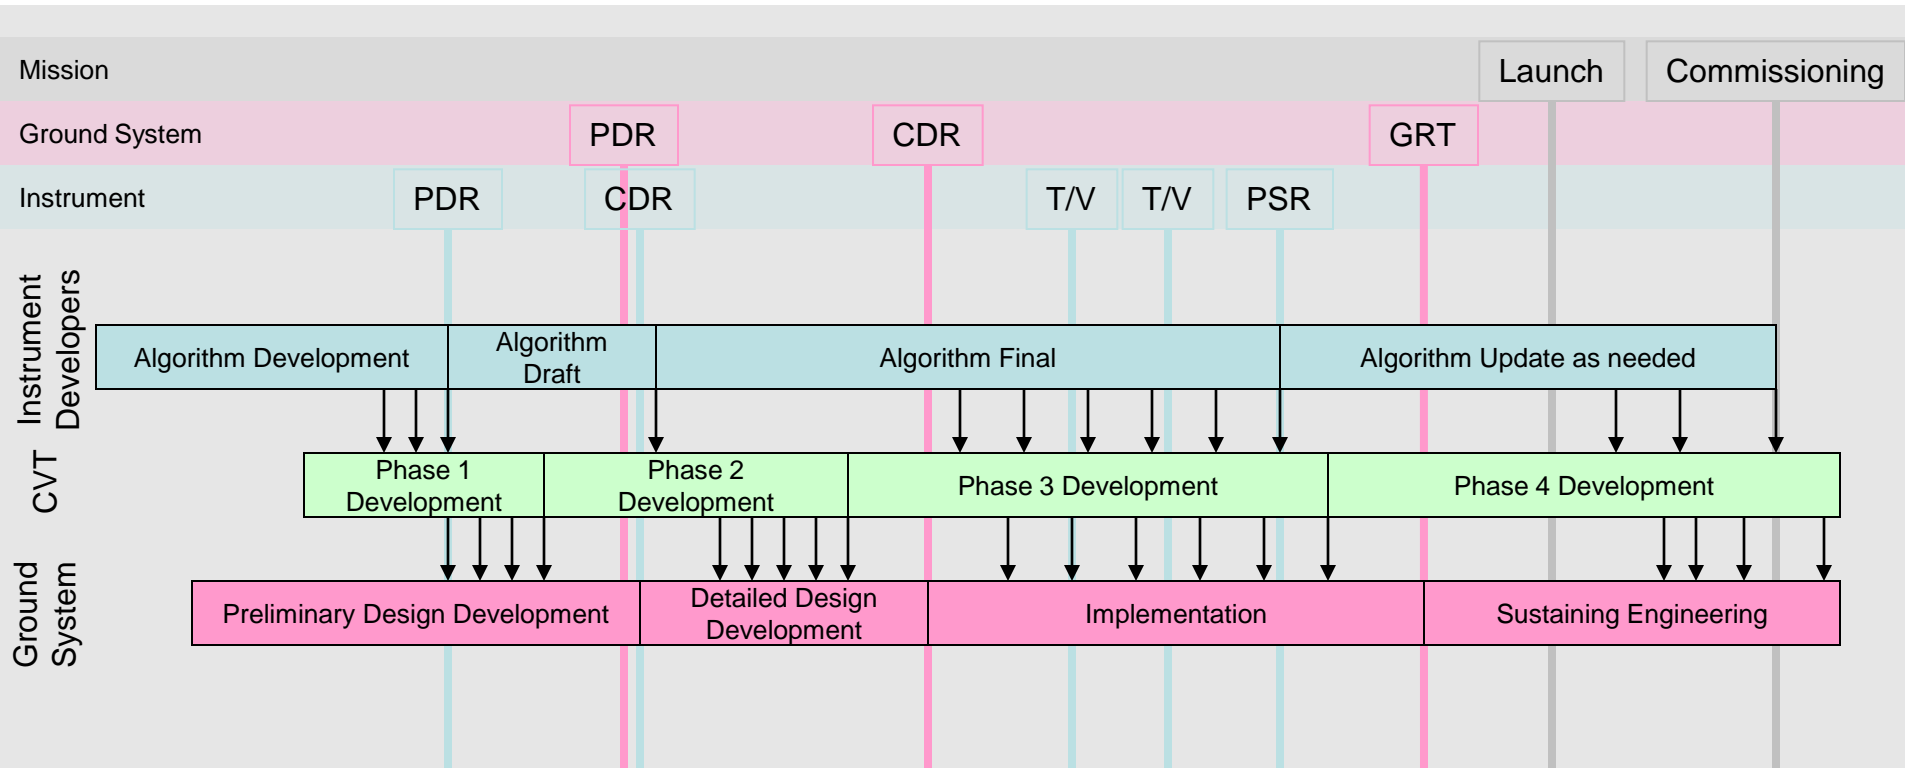 Mission
Launch
Commissioning
Ground System
PDR
CDR
GRT
Instrument
PDR
CDR
T/V
T/V
PSR
Instrument
Developers
Algorithm Development
Algorithm
Draft
Algorithm Final
Algorithm Update as needed
CVT
Phase 1
Development
Phase 2
Development
Phase 3 Development
Phase 4 Development
Ground
System
Preliminary Design Development
Detailed Design
Development
Implementation
Sustaining Engineering